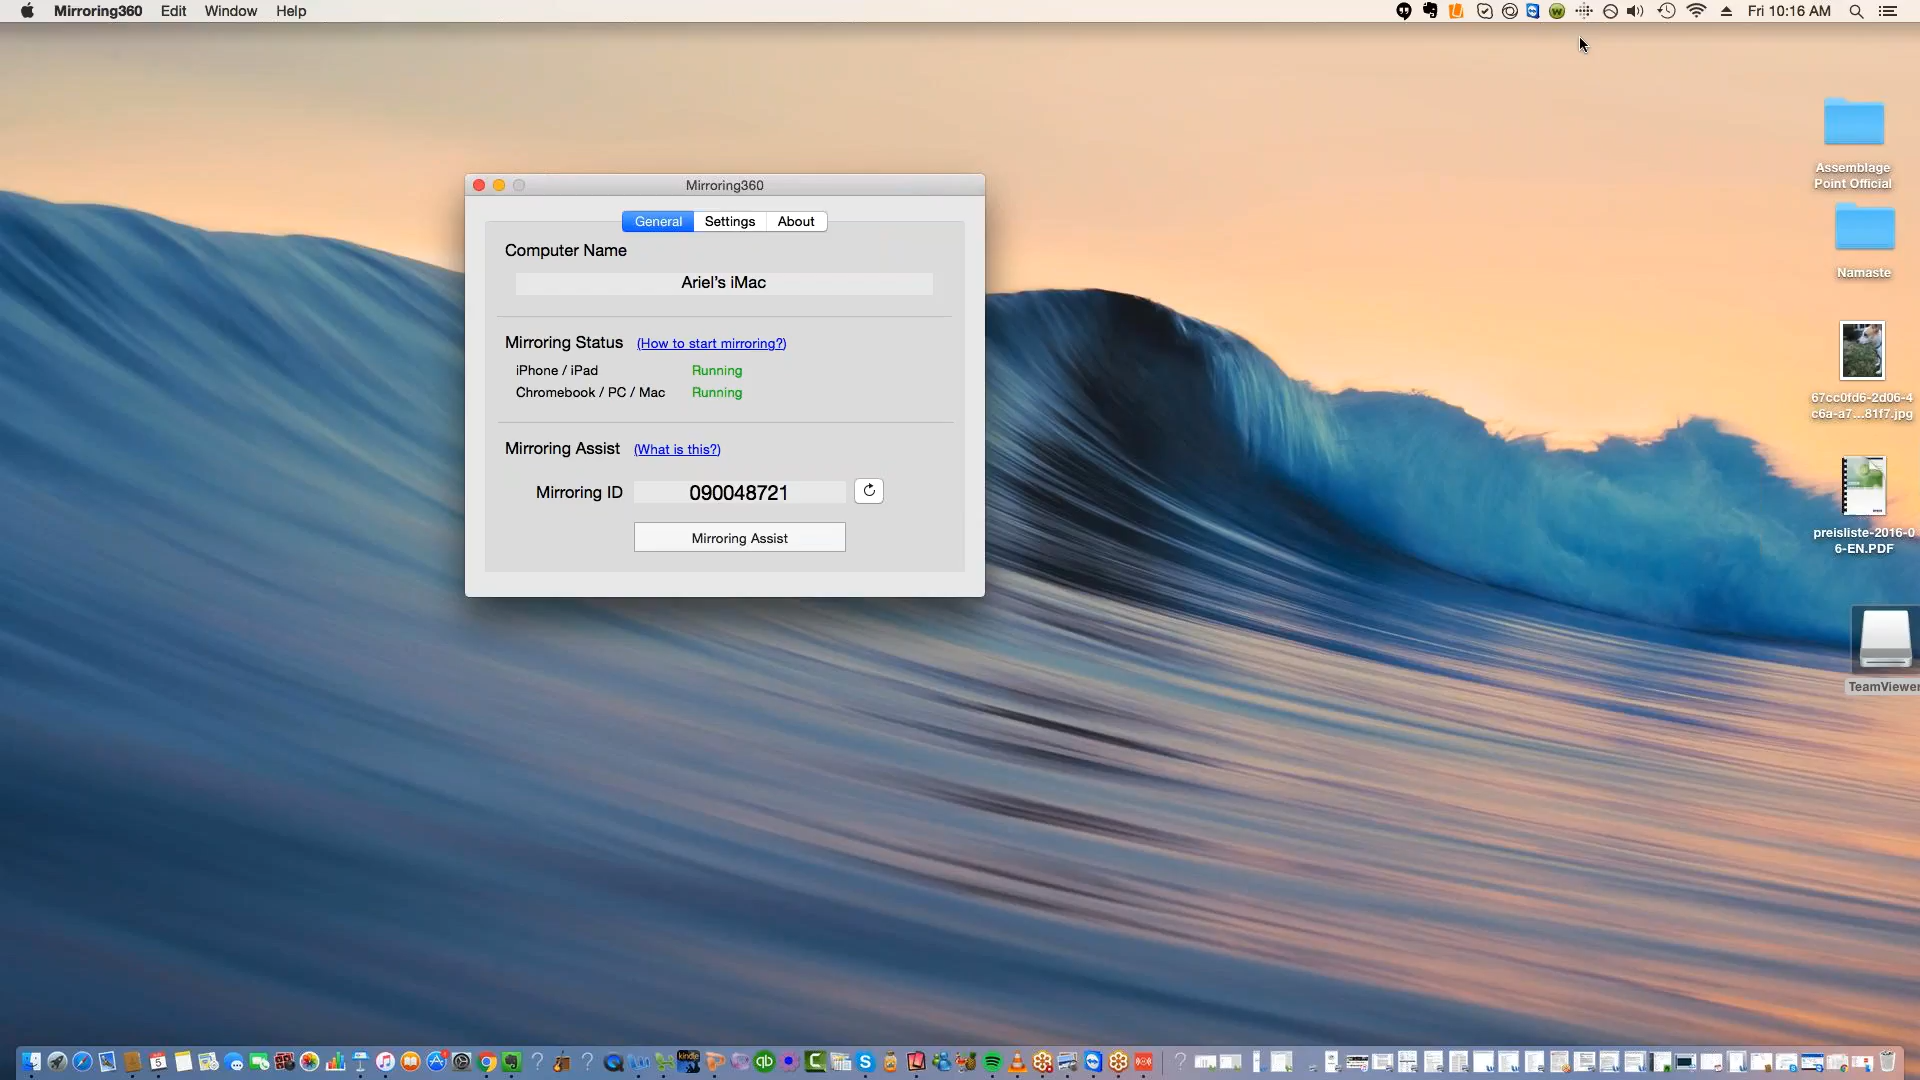 Mirroring360 Edit Window Help
Fri 10:16 AM
Mirroring360
General Settings About
Computer Name
Ariel's iMac
Mirroring Status (How to start mirroring?)
iPhone / iPad Running
Chromebook / PC / Mac Running
Mirroring Assist (What is this?)
Mirroring ID 090048721
Mirroring Assist
Assemblage
Point Official
Namaste
67cc0fd6-2d06-4
c6a-a7...81f7.jpg
preisliste-2016-0
6-EN.PDF
TeamViewer
kindle